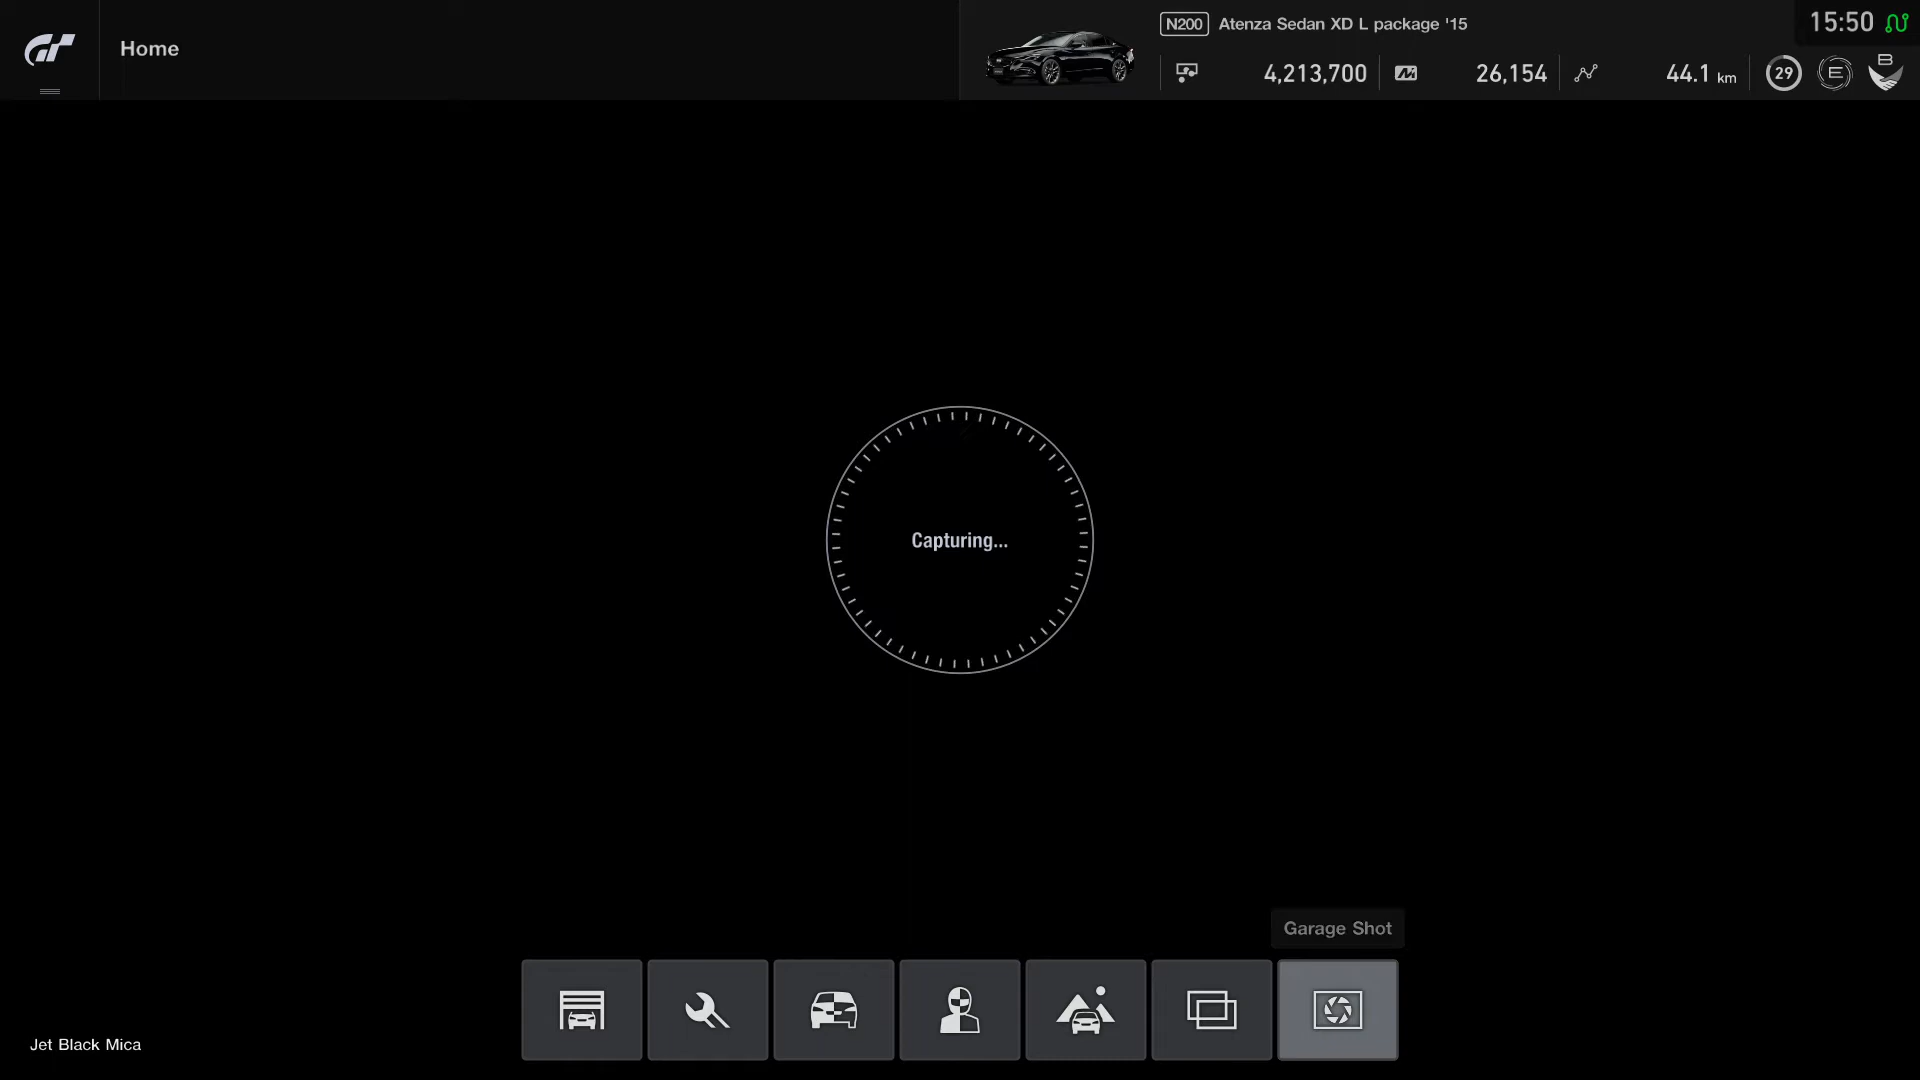 Home
N200 Atenza Sedan XD L package '15
15:50
4,213,700
26,154
44.1 km
29
E
B
Capturing...
Garage Shot
Jet Black Mica